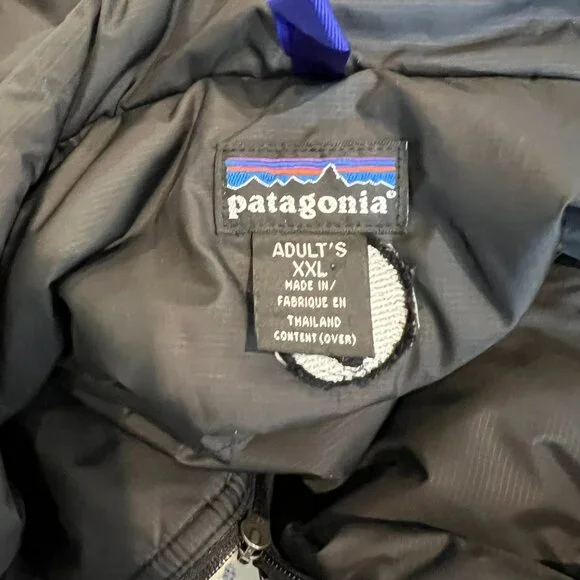 patagonia®
ADULT'S
XXL
MADE IN/
FABRIQUE EN
THAILAND
CONTENT (OVER)